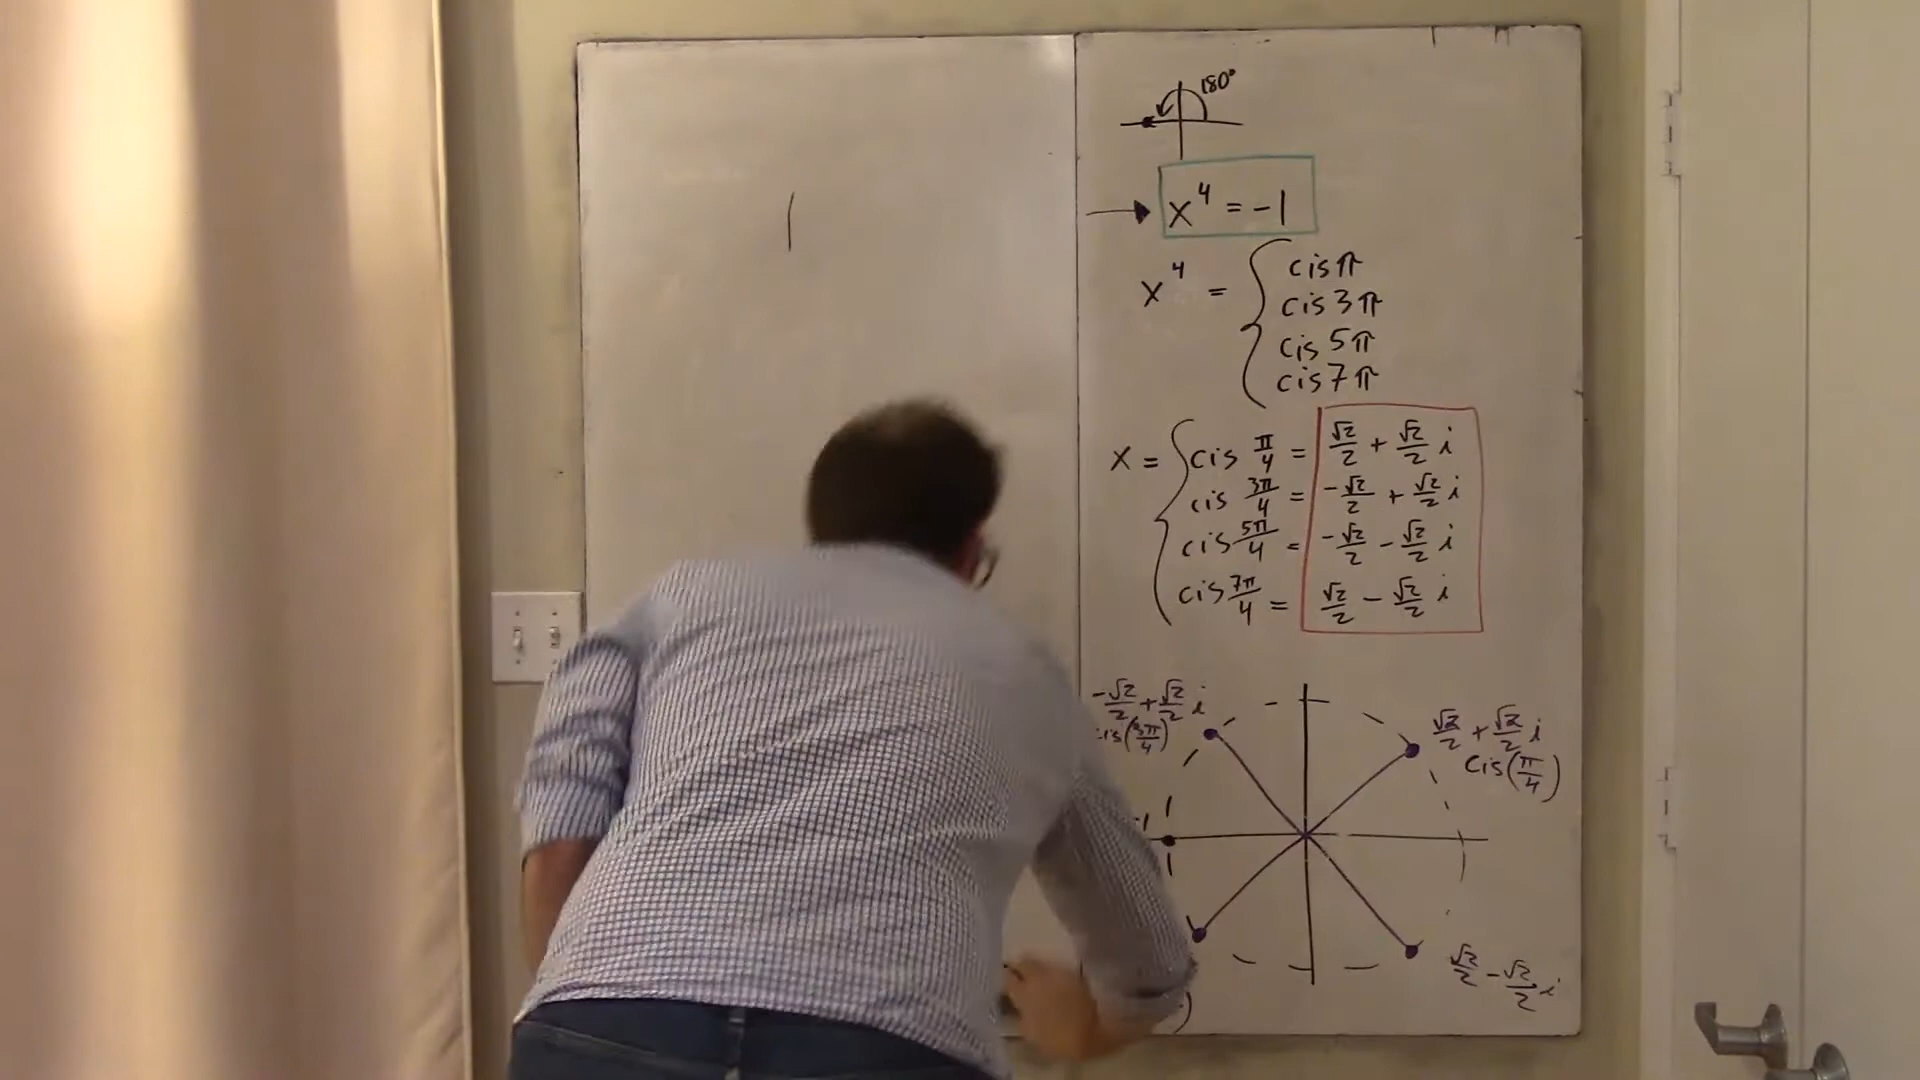 180°
x⁴ = -1
x⁴ = { cis π
cis 3π
cis 5π
cis 7π
x = { cis π/4 = √2/2 + √2/2 i
cis 3π/4 = -√2/2 + √2/2 i
cis 5π/4 = -√2/2 - √2/2 i
cis 7π/4 = √2/2 - √2/2 i
-√2/2 + √2/2 i
cis(3π/4)
√2/2 + √2/2 i
cis(π/4)
-1
√2/2 - √2/2 i
)